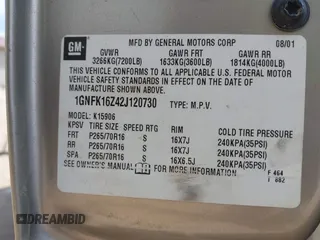 GM
MFD BY GENERAL MOTORS CORP 08/01
GVWR GAWR FRT GAWR RR
3266KG(7200LB) 1633KG(3600LB) 1814KG(4000LB)
THIS VEHICLE CONFORMS TO ALL APPLICABLE U.S. FEDERAL MOTOR
VEHICLE SAFETY STANDARDS IN EFFECT ON THE DATE OF
MANUFACTURE SHOWN ABOVE.
1GNFK16Z42J120730 TYPE: M.P.V.
MODEL: K15906
KPSV TIRE SIZE SPEED RTG RIM COLD TIRE PRESSURE
FRT P265/70R16 S 16X7J 240KPA(35PSI)
RR P265/70R16 S 16X7J 240KPA(35PSI)
SPA P265/70R16 S 16X6.5J 240KPA(35PSI)
SEE OWNER'S MANUAL FOR
F 464
DREAMBID